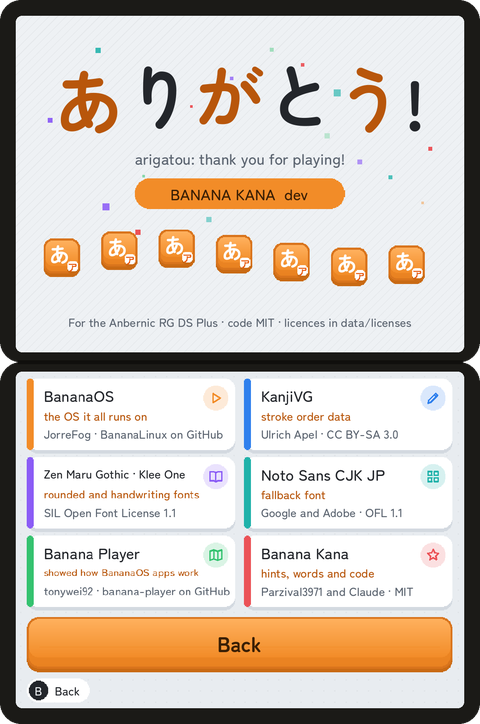 ありがとう!
arigatou: thank you for playing!
BANANA KANA dev
あア あア あア あア あア あア あア
For the Anbernic RG DS Plus · code MIT · licences in data/licenses
BananaOS
the OS it all runs on
JorreFog · BananaLinux on GitHub
KanjiVG
stroke order data
Ulrich Apel · CC BY-SA 3.0
Zen Maru Gothic · Klee One
rounded and handwriting fonts
SIL Open Font License 1.1
Noto Sans CJK JP
fallback font
Google and Adobe · OFL 1.1
Banana Player
showed how BananaOS apps work
tonywei92 · banana-player on GitHub
Banana Kana
hints, words and code
Parzival3971 and Claude · MIT
Back
B Back